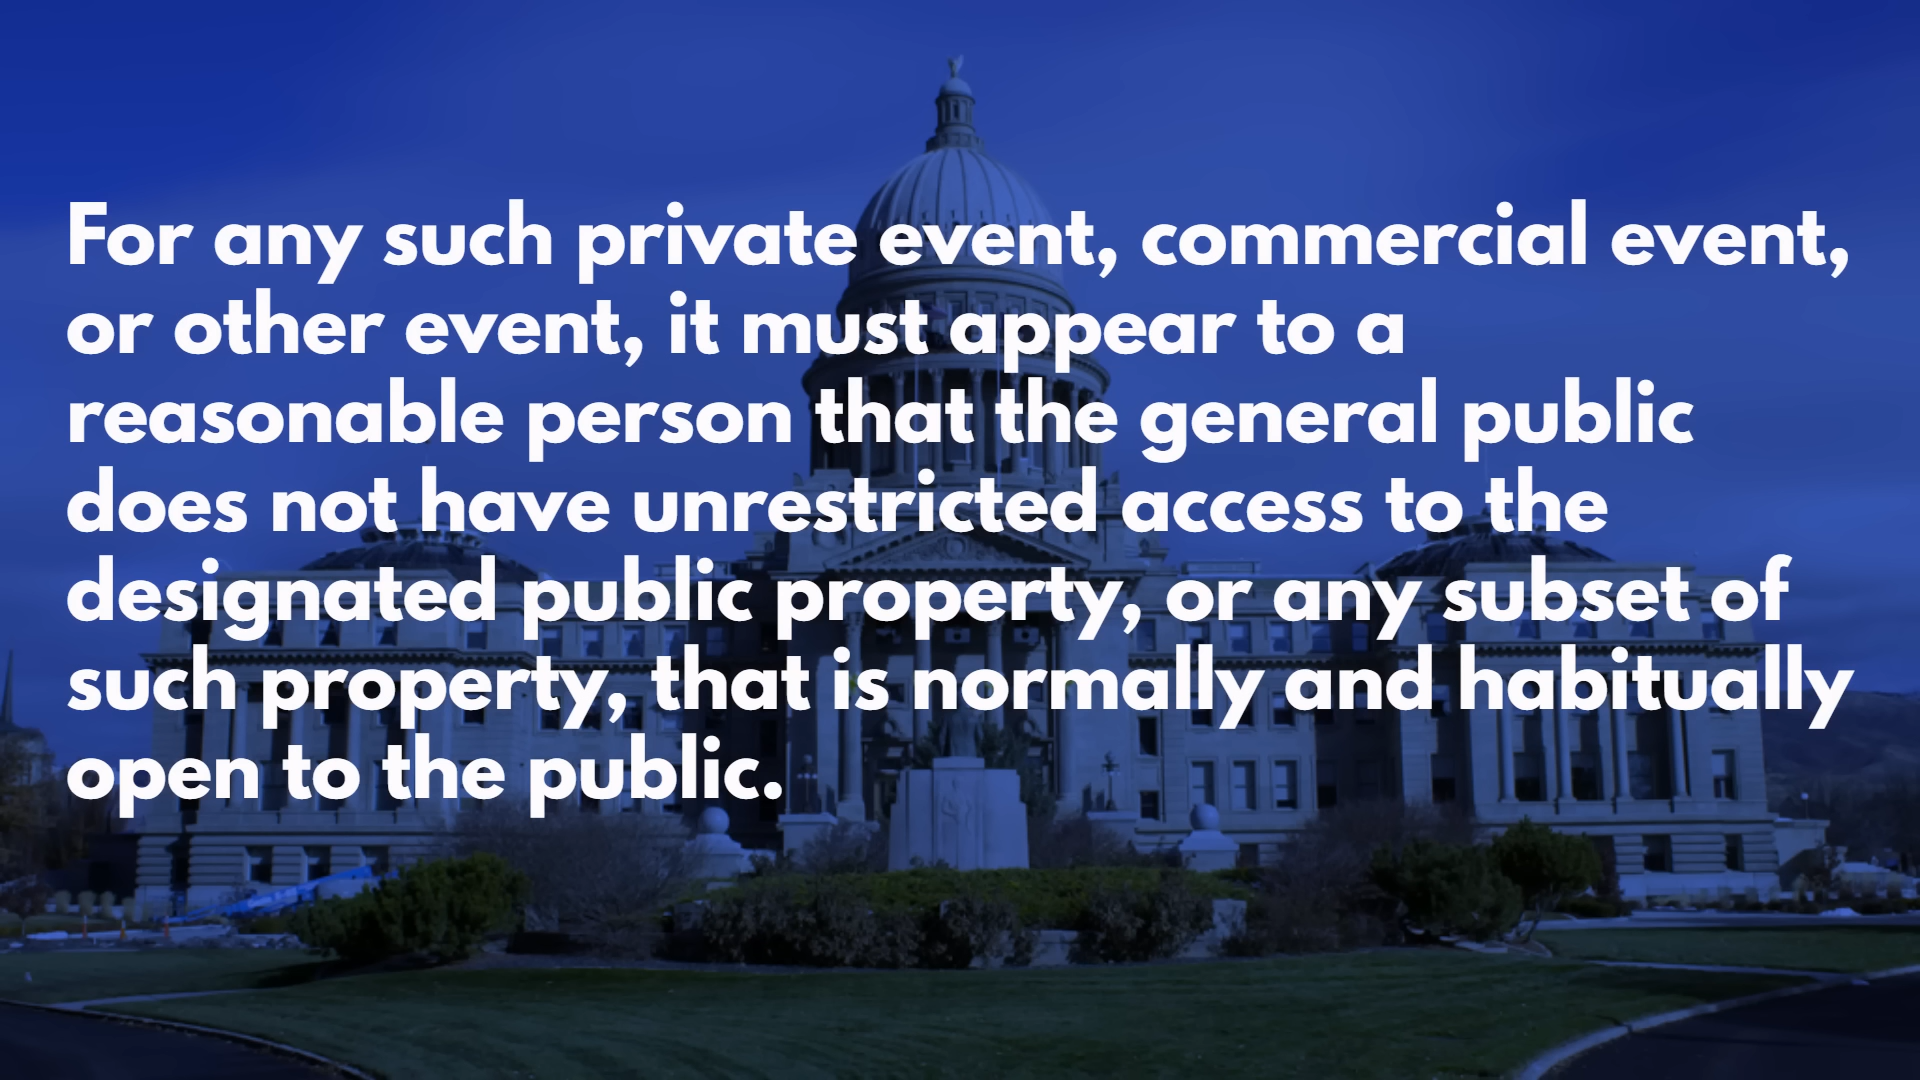 For any such private event, commercial event,
or other event, it must appear to a
reasonable person that the general public
does not have unrestricted access to the
designated public property, or any subset of
such property, that is normally and habitually
open to the public.